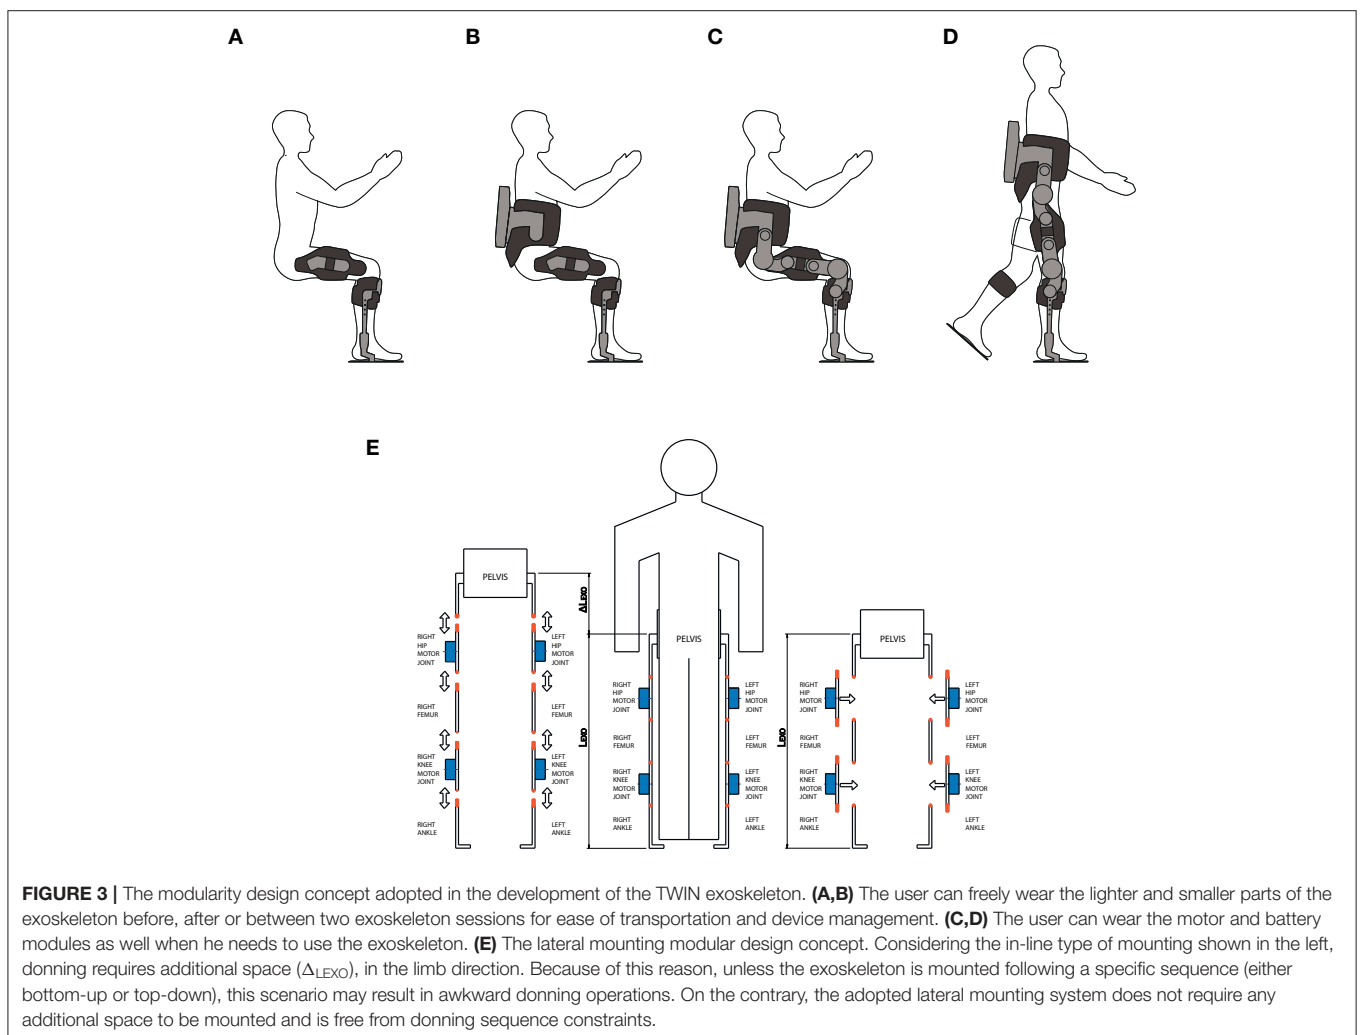 A
B
C
D
E
PELVIS
RIGHT
HIP
MOTOR
JOINT
LEFT
HIP
MOTOR
JOINT
RIGHT
FEMUR
LEFT
FEMUR
RIGHT
KNEE
MOTOR
JOINT
LEFT
KNEE
MOTOR
JOINT
RIGHT
ANKLE
LEFT
ANKLE
ΔLEXO
LEXO
PELVIS
RIGHT
HIP
MOTOR
JOINT
LEFT
HIP
MOTOR
JOINT
RIGHT
FEMUR
LEFT
FEMUR
RIGHT
KNEE
MOTOR
JOINT
LEFT
KNEE
MOTOR
JOINT
RIGHT
ANKLE
LEFT
ANKLE
LEXO
PELVIS
RIGHT
HIP
MOTOR
JOINT
LEFT
HIP
MOTOR
JOINT
RIGHT
FEMUR
LEFT
FEMUR
RIGHT
KNEE
MOTOR
JOINT
LEFT
KNEE
MOTOR
JOINT
RIGHT
ANKLE
LEFT
ANKLE
FIGURE 3 | The modularity design concept adopted in the development of the TWIN exoskeleton. (A,B) The user can freely wear the lighter and smaller parts of the
exoskeleton before, after or between two exoskeleton sessions for ease of transportation and device management. (C,D) The user can wear the motor and battery
modules as well when he needs to use the exoskeleton. (E) The lateral mounting modular design concept. Considering the in-line type of mounting shown in the left,
donning requires additional space (ΔLEXO), in the limb direction. Because of this reason, unless the exoskeleton is mounted following a specific sequence (either
bottom-up or top-down), this scenario may result in awkward donning operations. On the contrary, the adopted lateral mounting system does not require any
additional space to be mounted and is free from donning sequence constraints.